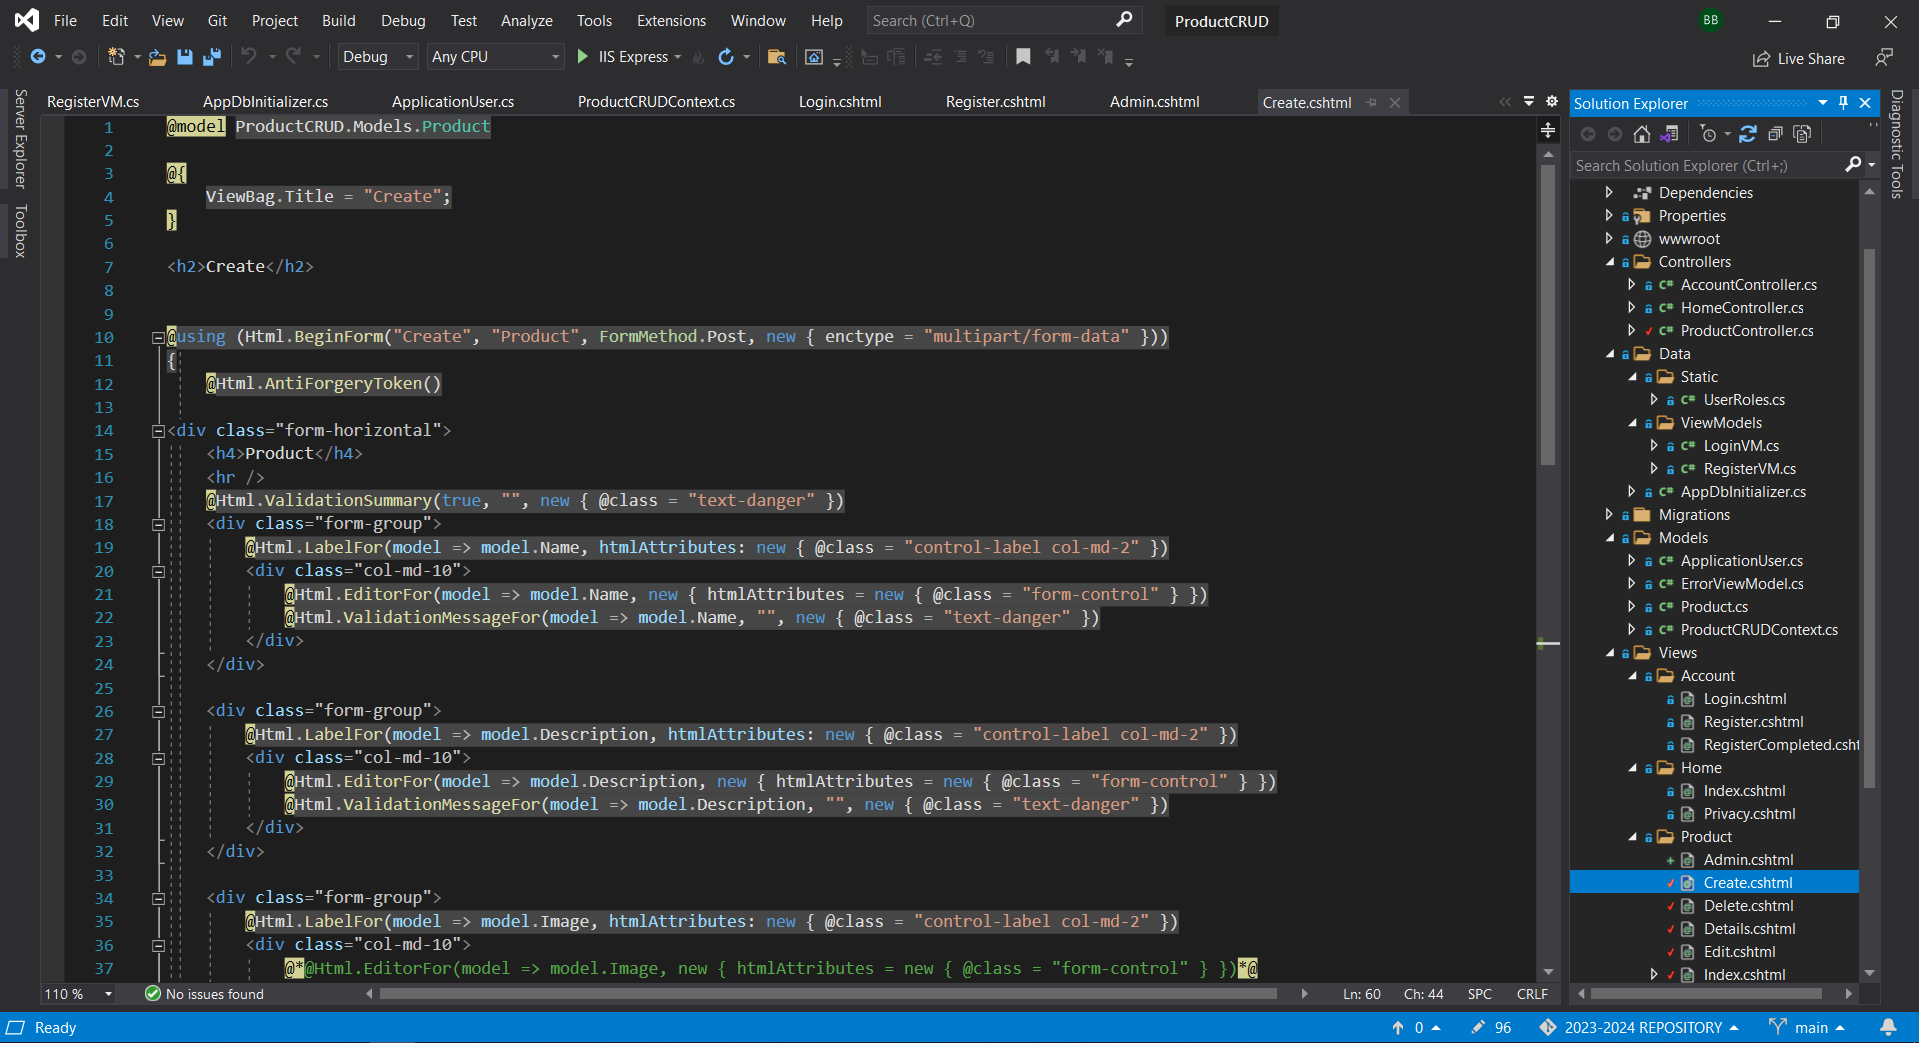 File Edit View Git Project Build Debug Test Analyze Tools Extensions Window Help Search (Ctrl+Q) ProductCRUD BB
Debug Any CPU IIS Express Live Share
RegisterVM.cs AppDbInitializer.cs ApplicationUser.cs ProductCRUDContext.cs Login.cshtml Register.cshtml Admin.cshtml Create.cshtml
Server Explorer
Toolbox
1 @model ProductCRUD.Models.Product
2
3 @{
4 ViewBag.Title = "Create";
5 }
6
7 <h2>Create</h2>
8
9
10 @using (Html.BeginForm("Create", "Product", FormMethod.Post, new { enctype = "multipart/form-data" }))
11 {
12 @Html.AntiForgeryToken()
13
14 <div class="form-horizontal">
15 <h4>Product</h4>
16 <hr />
17 @Html.ValidationSummary(true, "", new { @class = "text-danger" })
18 <div class="form-group">
19 @Html.LabelFor(model => model.Name, htmlAttributes: new { @class = "control-label col-md-2" })
20 <div class="col-md-10">
21 @Html.EditorFor(model => model.Name, new { htmlAttributes = new { @class = "form-control" } })
22 @Html.ValidationMessageFor(model => model.Name, "", new { @class = "text-danger" })
23 </div>
24 </div>
25
26 <div class="form-group">
27 @Html.LabelFor(model => model.Description, htmlAttributes: new { @class = "control-label col-md-2" })
28 <div class="col-md-10">
29 @Html.EditorFor(model => model.Description, new { htmlAttributes = new { @class = "form-control" } })
30 @Html.ValidationMessageFor(model => model.Description, "", new { @class = "text-danger" })
31 </div>
32 </div>
33
34 <div class="form-group">
35 @Html.LabelFor(model => model.Image, htmlAttributes: new { @class = "control-label col-md-2" })
36 <div class="col-md-10">
37 @*@Html.EditorFor(model => model.Image, new { htmlAttributes = new { @class = "form-control" } })*@
110 % No issues found Ln: 60 Ch: 44 SPC CRLF
Solution Explorer
Search Solution Explorer (Ctrl+;)
Dependencies
Properties
wwwroot
Controllers
C# AccountController.cs
C# HomeController.cs
C# ProductController.cs
Data
Static
C# UserRoles.cs
ViewModels
C# LoginVM.cs
C# RegisterVM.cs
C# AppDbInitializer.cs
Migrations
Models
C# ApplicationUser.cs
C# ErrorViewModel.cs
C# Product.cs
C# ProductCRUDContext.cs
Views
Account
Login.cshtml
Register.cshtml
RegisterCompleted.csht
Home
Index.cshtml
Privacy.cshtml
Product
Admin.cshtml
Create.cshtml
Delete.cshtml
Details.cshtml
Edit.cshtml
Index.cshtml
Diagnostic Tools
Ready 0 96 2023-2024 REPOSITORY main